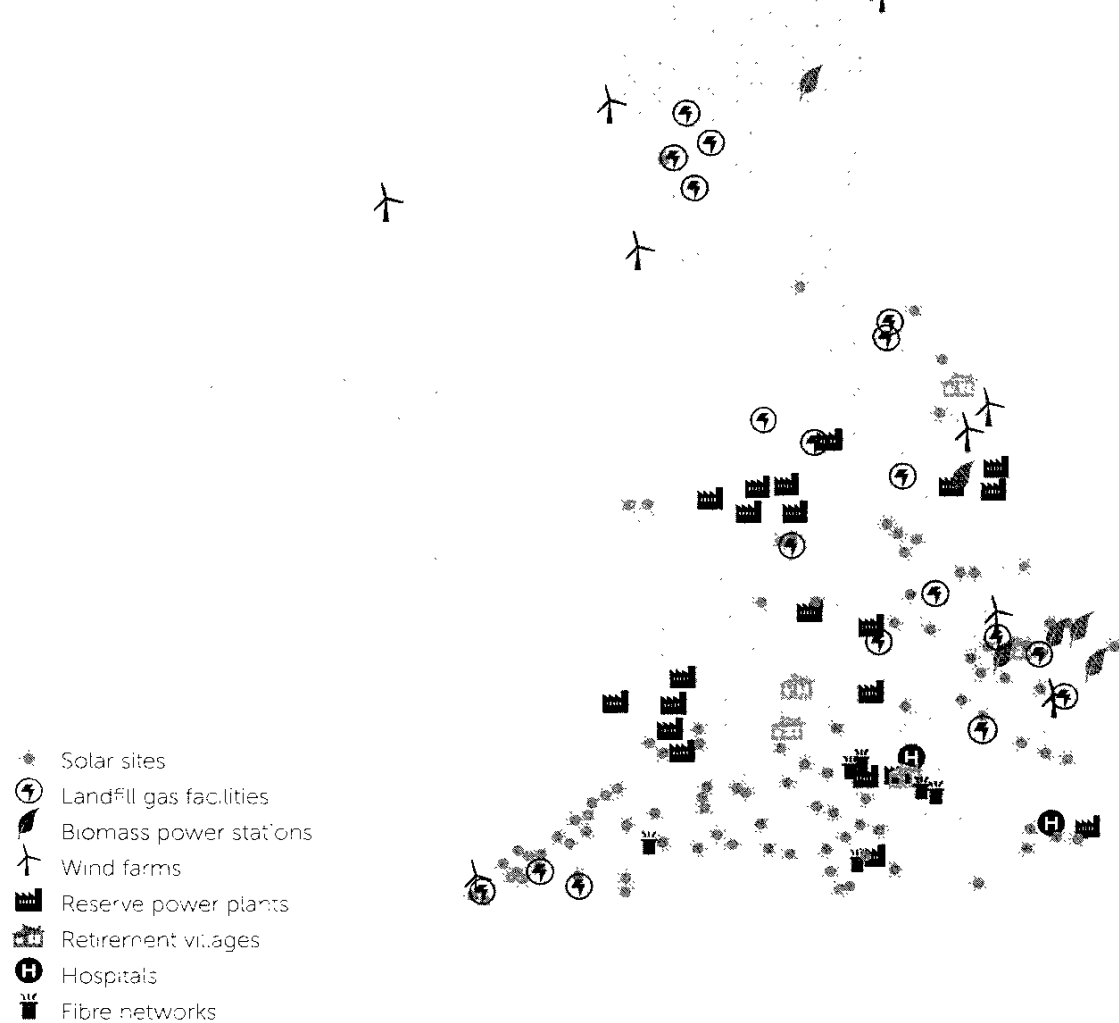 Solar sites
Landfill gas facilities
Biomass power stations
Wind farms
Reserve power plants
Retirement villages
Hospitals
Fibre networks